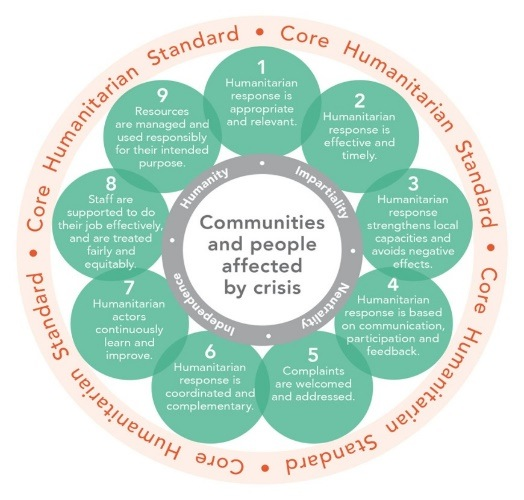 Core Humanitarian Standard • Core Humanitarian Standard • Core Humanitarian Standard • Core Humanitarian Standard • Core Humanitarian Standard •
1
Humanitarian
response is
appropriate
and relevant.
2
Humanitarian
response is
effective and
timely.
3
Humanitarian
response
strengthens local
capacities and
avoids negative
effects.
4
Humanitarian
response is based
on communication,
participation and
feedback.
5
Complaints
are welcomed
and addressed.
6
Humanitarian
response is
coordinated and
complementary.
7
Humanitarian
actors
continuously
learn and
improve.
8
Staff are
supported to do
their job effectively,
and are treated
fairly and
equitably.
9
Resources
are managed and
used responsibly
for their intended
purpose.
Humanity • Impartiality • Neutrality • Independence •
Communities
and people
affected
by crisis